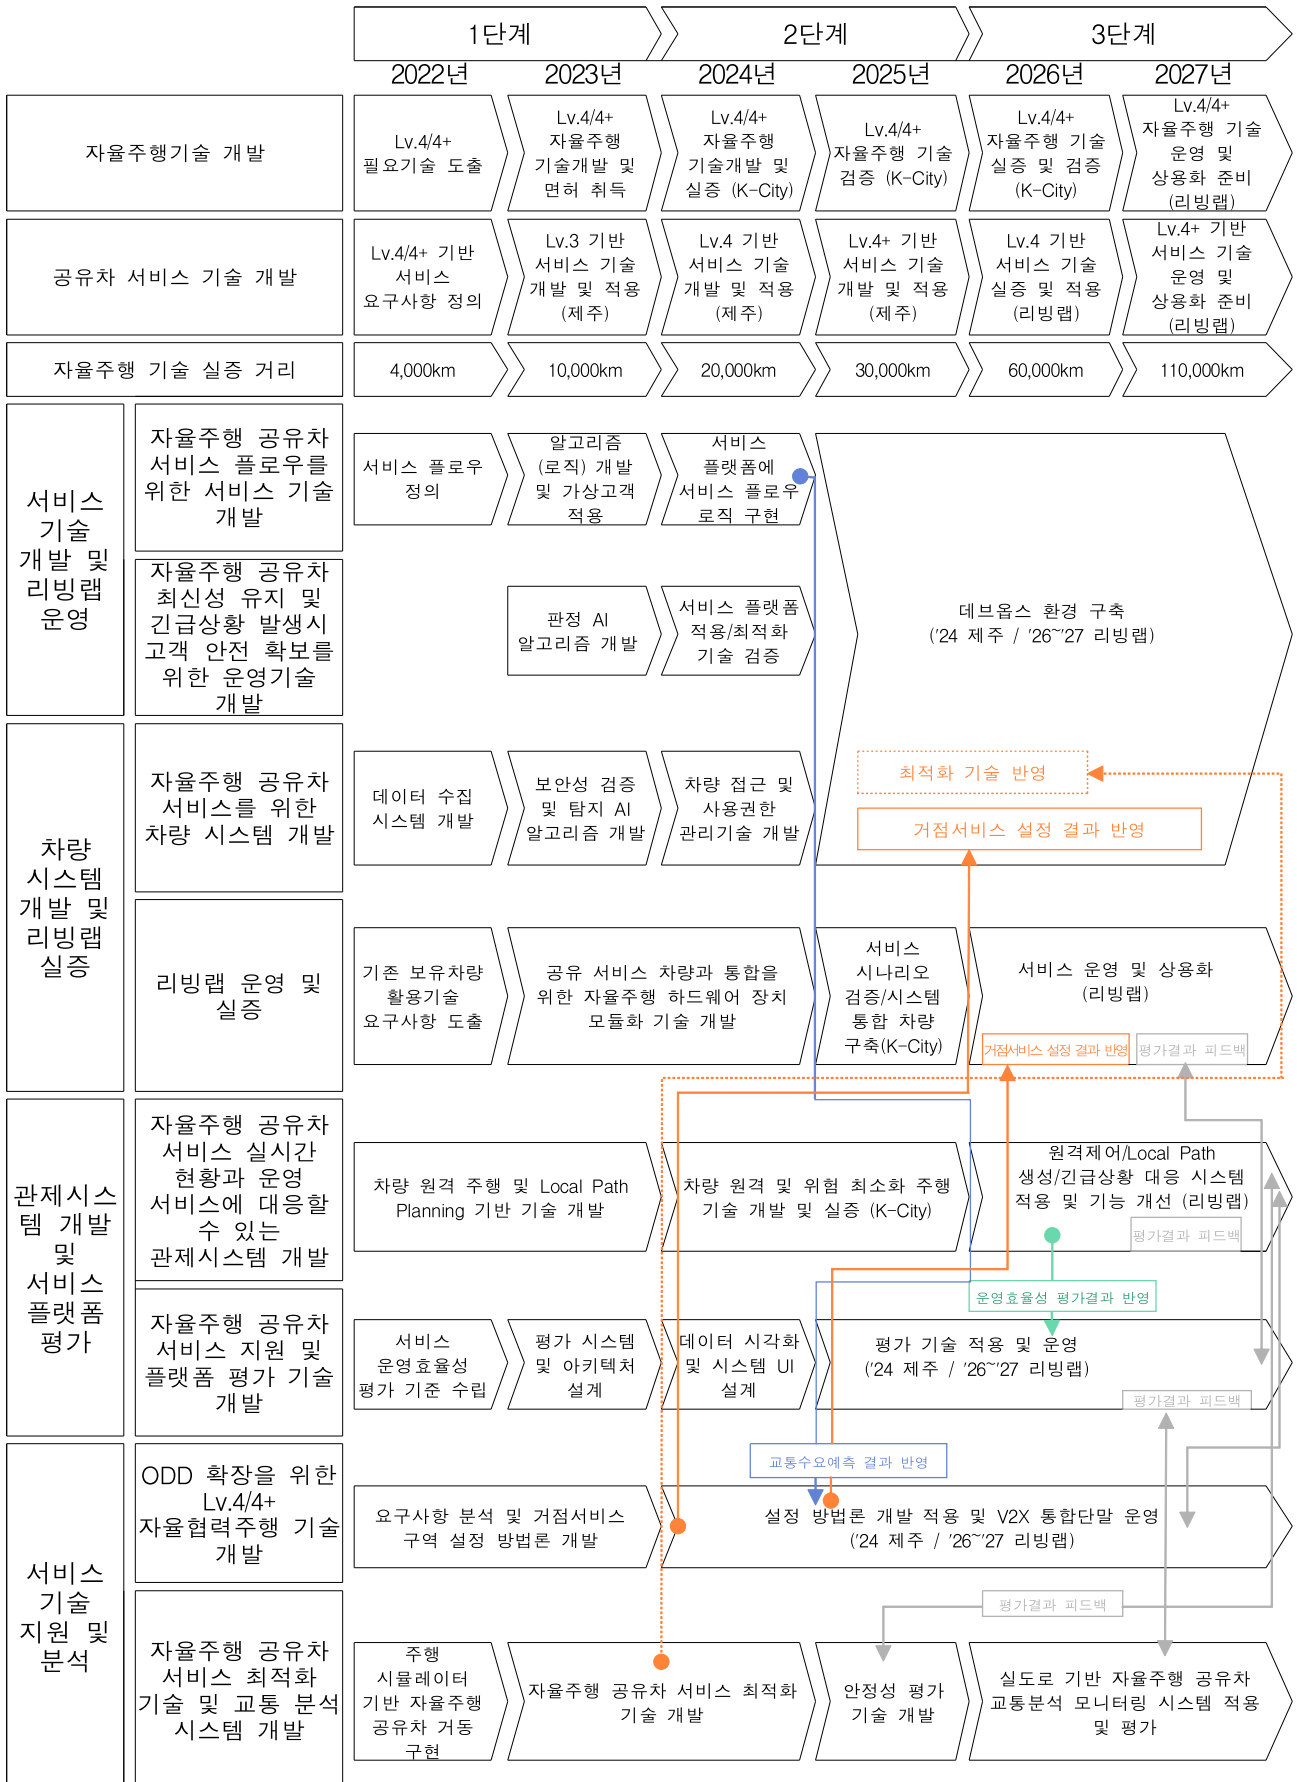 1단계
2단계
3단계
2022년
2023년
2024년
2025년
2026년
2027년
자율주행기술 개발
Lv.4/4+
필요기술 도출
Lv.4/4+
자율주행
기술개발 및
면허 취득
Lv.4/4+
자율주행
기술개발 및
실증 (K-City)
Lv.4/4+
자율주행 기술
검증 (K-City)
Lv.4/4+
자율주행 기술
실증 및 검증
(K-City)
Lv.4/4+
자율주행 기술
운영 및
상용화 준비
(리빙랩)
공유차 서비스 기술 개발
Lv.4/4+ 기반
서비스
요구사항 정의
Lv.3 기반
서비스 기술
개발 및 적용
(제주)
Lv.4 기반
서비스 기술
개발 및 적용
(제주)
Lv.4+ 기반
서비스 기술
개발 및 적용
(제주)
Lv.4 기반
서비스 기술
실증 및 적용
(리빙랩)
Lv.4+ 기반
서비스 기술
운영 및
상용화 준비
(리빙랩)
자율주행 기술 실증 거리
4,000km
10,000km
20,000km
30,000km
60,000km
110,000km
서비스
기술
개발 및
리빙랩
운영
자율주행 공유차
서비스 플로우를
위한 서비스 기술
개발
서비스 플로우
정의
알고리즘
(로직) 개발
및 가상고객
적용
서비스
플랫폼에
서비스 플로우
로직 구현
자율주행 공유차
최신성 유지 및
긴급상황 발생시
고객 안전 확보를
위한 운영기술
개발
판정 AI
알고리즘 개발
서비스 플랫폼
적용/최적화
기술 검증
데브옵스 환경 구축
('24 제주 / '26~'27 리빙랩)
차량
시스템
개발 및
리빙랩
실증
자율주행 공유차
서비스를 위한
차량 시스템 개발
데이터 수집
시스템 개발
보안성 검증
및 탐지 AI
알고리즘 개발
차량 접근 및
사용권한
관리기술 개발
최적화 기술 반영
거점서비스 설정 결과 반영
리빙랩 운영 및
실증
기존 보유차량
활용기술
요구사항 도출
공유 서비스 차량과 통합을
위한 자율주행 하드웨어 장치
모듈화 기술 개발
서비스
시나리오
검증/시스템
통합 차량
구축(K-City)
서비스 운영 및 상용화
(리빙랩)
거점서비스 설정 결과 반영
평가결과 피드백
관제시스
템 개발
및
서비스
플랫폼
평가
자율주행 공유차
서비스 실시간
현황과 운영
서비스에 대응할
수 있는
관제시스템 개발
차량 원격 주행 및 Local Path
Planning 기반 기술 개발
차량 원격 및 위험 최소화 주행
기술 개발 및 실증 (K-City)
원격제어/Local Path
생성/긴급상황 대응 시스템
적용 및 기능 개선 (리빙랩)
평가결과 피드백
운영효율성 평가결과 반영
자율주행 공유차
서비스 지원 및
플랫폼 평가 기술
개발
서비스
운영효율성
평가 기준 수립
평가 시스템
및 아키텍처
설계
데이터 시각화
및 시스템 UI
설계
평가 기술 적용 및 운영
('24 제주 / '26~'27 리빙랩)
평가결과 피드백
서비스
기술
지원 및
분석
ODD 확장을 위한
Lv.4/4+
자율협력주행 기술
개발
교통수요예측 결과 반영
요구사항 분석 및 거점서비스
구역 설정 방법론 개발
설정 방법론 개발 적용 및 V2X 통합단말 운영
('24 제주 / '26~'27 리빙랩)
평가결과 피드백
자율주행 공유차
서비스 최적화
기술 및 교통 분석
시스템 개발
주행
시뮬레이터
기반 자율주행
공유차 거동
구현
자율주행 공유차 서비스 최적화
기술 개발
안정성 평가
기술 개발
실도로 기반 자율주행 공유차
교통분석 모니터링 시스템 적용
및 평가